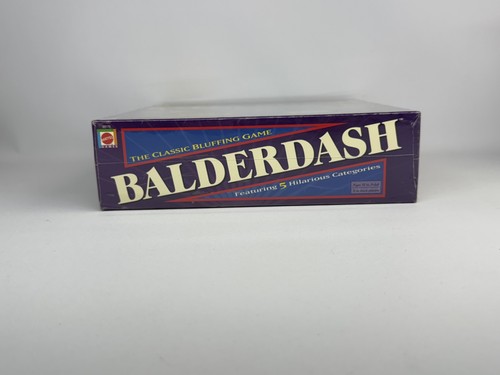 THE CLASSIC BLUFFING GAME
BALDERDASH
Featuring 5 Hilarious Categories